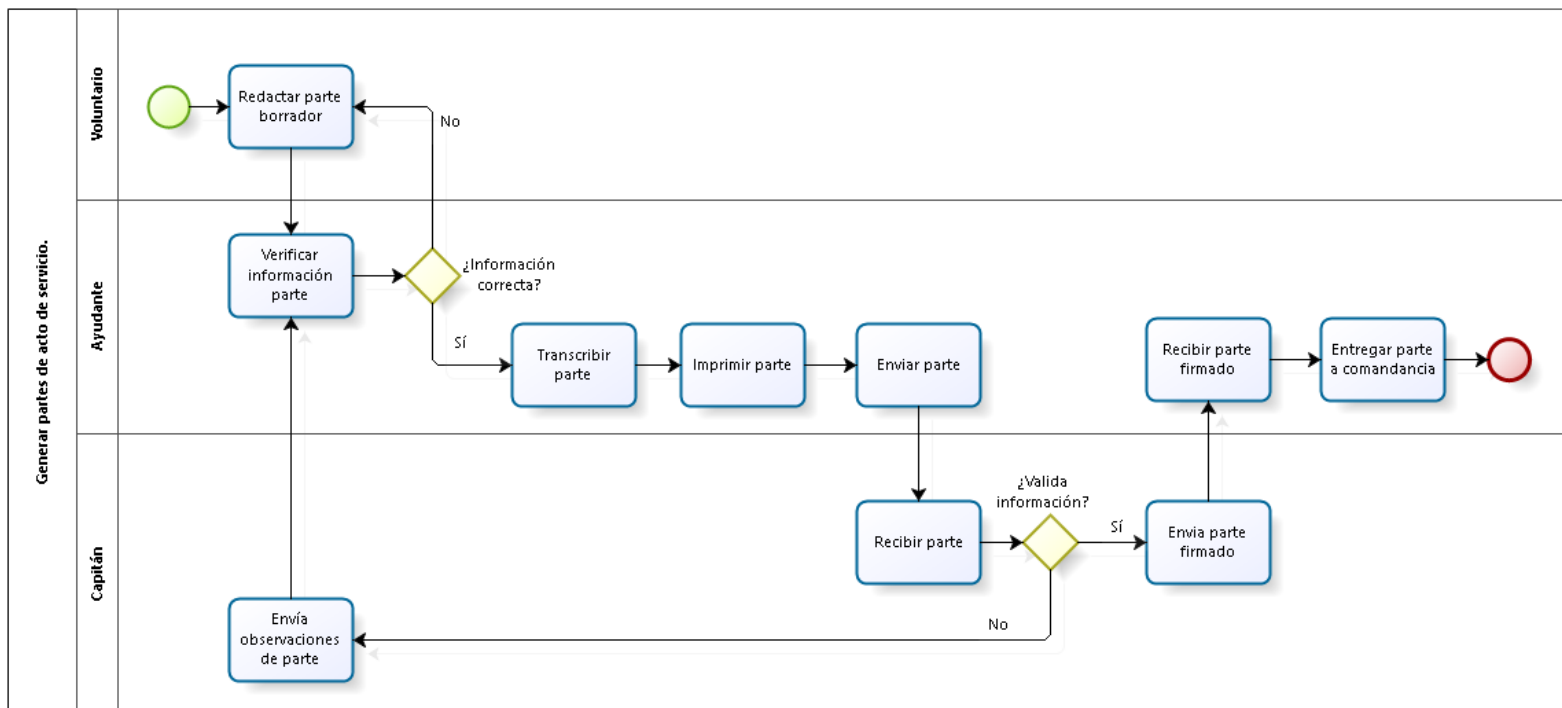 Generar partes de acto de servicio.
Voluntario
Redactar parte
borrador
No
Ayudante
Verificar
información
parte
¿Información
correcta?
Sí
Transcribir
parte
Imprimir parte
Enviar parte
Recibir parte
firmado
Entregar parte
a comandancia
Capitán
Recibir parte
¿Valida
información?
Sí
Envia parte
firmado
No
Envía
observaciones
de parte